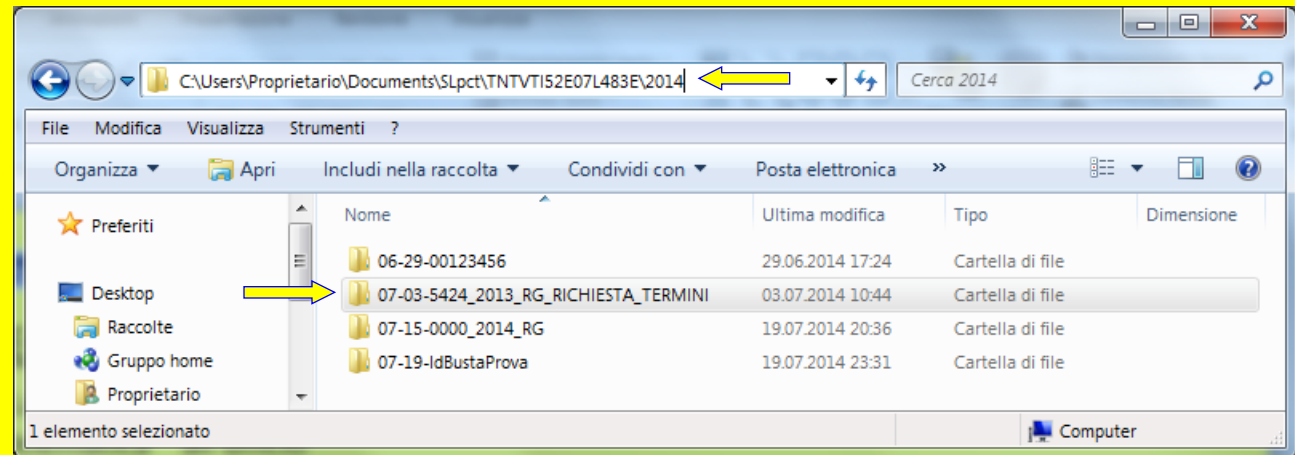 C:\Users\Proprietario\Documents\SLpct\TNTVTI52E07L483E\2014
Cerca 2014
File Modifica Visualizza Strumenti ?
Organizza Apri Includi nella raccolta Condividi con Posta elettronica »
Preferiti
Desktop
Raccolte
Gruppo home
Proprietario
Nome Ultima modifica Tipo Dimensione
06-29-00123456 29.06.2014 17:24 Cartella di file
07-03-5424_2013_RG_RICHIESTA_TERMINI 03.07.2014 10:44 Cartella di file
07-15-0000_2014_RG 19.07.2014 20:36 Cartella di file
07-19-IdBustaProva 19.07.2014 23:31 Cartella di file
1 elemento selezionato Computer